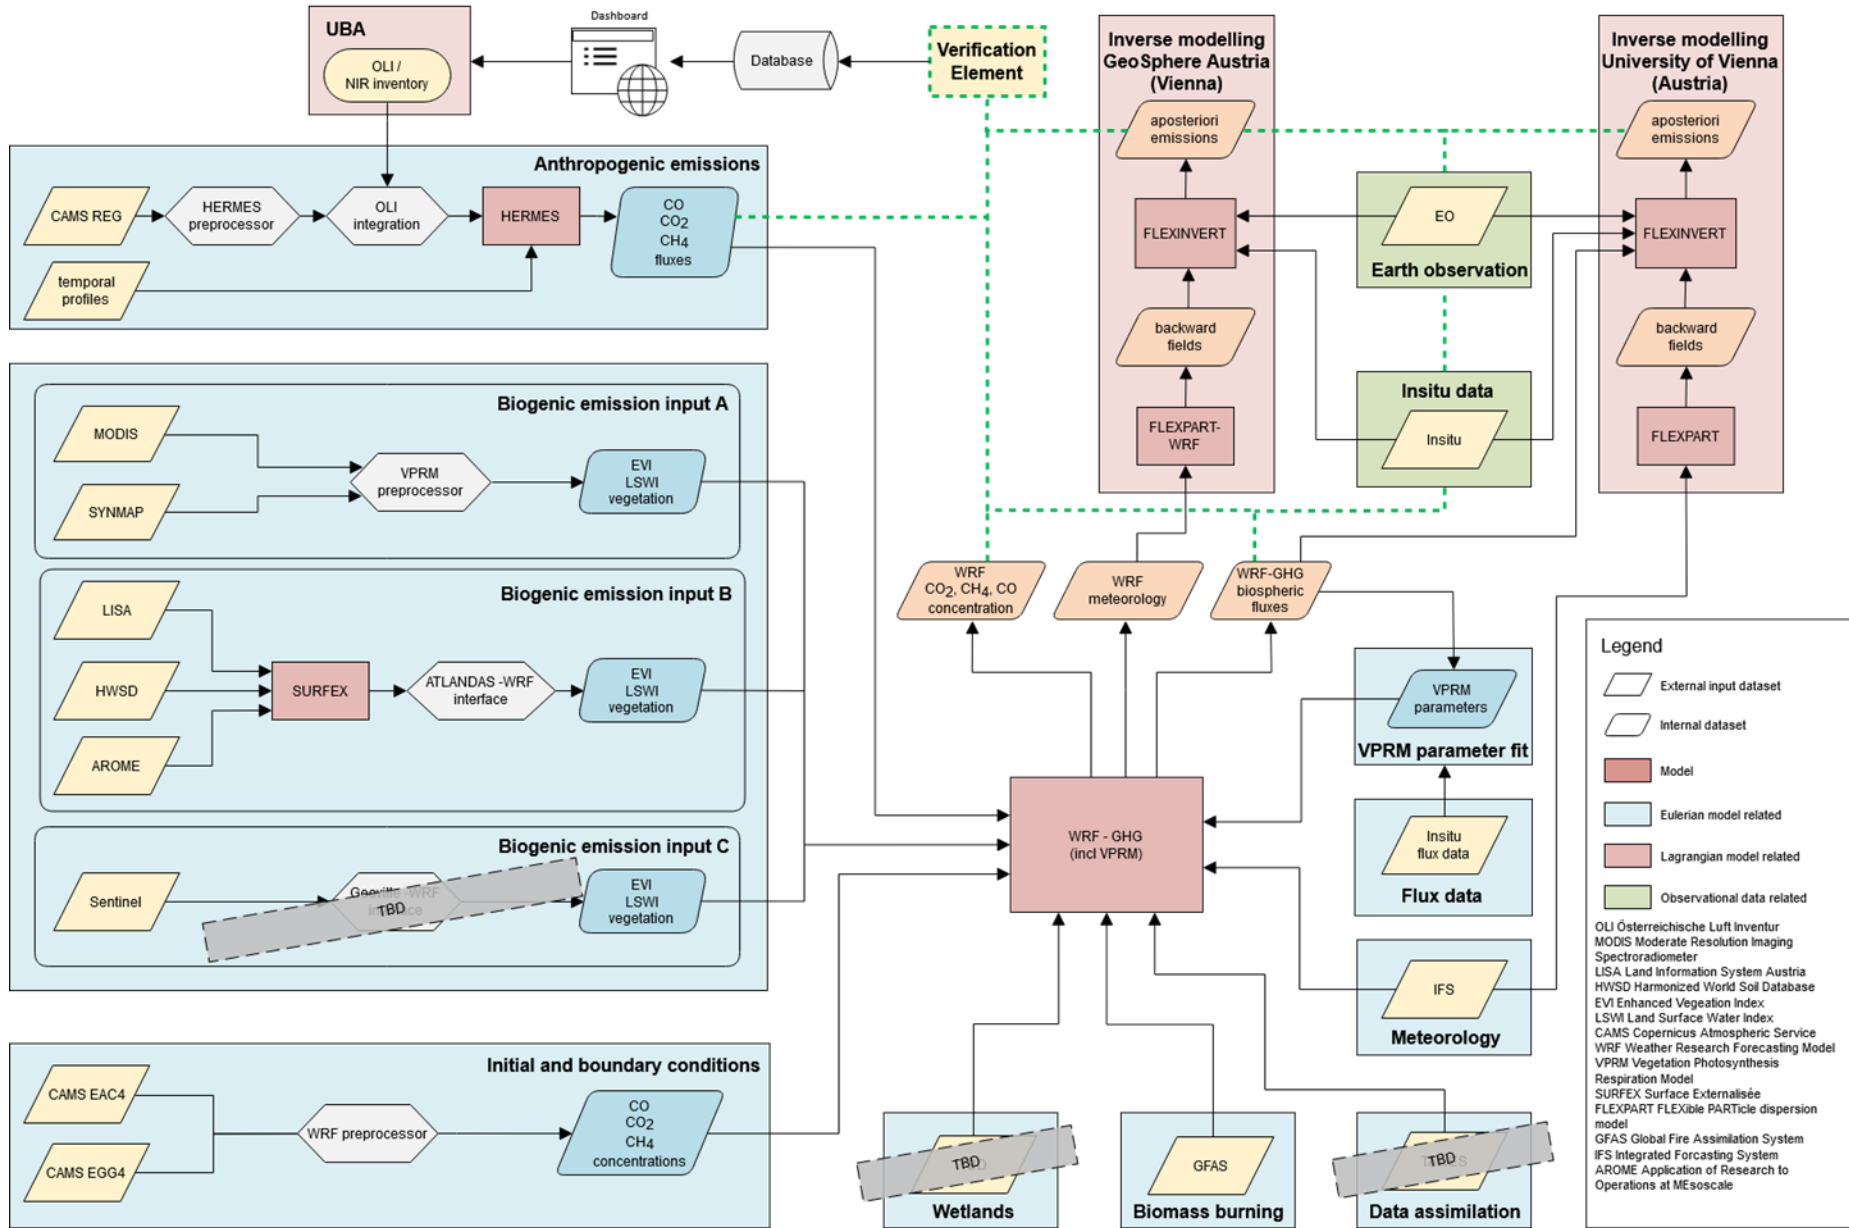 UBA
OLI /
NIR inventory
Dashboard
Database
Verification
Element
Inverse modelling
GeoSphere Austria
(Vienna)
aposteriori
emissions
FLEXINVERT
backward
fields
FLEXPART-
WRF
Inverse modelling
University of Vienna
(Austria)
aposteriori
emissions
FLEXINVERT
backward
fields
FLEXPART
EO
Earth observation
Insitu data
Insitu
Anthropogenic emissions
CAMS REG
HERMES
preprocessor
OLI
integration
HERMES
CO
CO2
CH4
fluxes
temporal
profiles
Biogenic emission input A
MODIS
SYNMAP
VPRM
preprocessor
EVI
LSWI
vegetation
Biogenic emission input B
LISA
HWSD
AROME
SURFEX
ATLANDAS -WRF
interface
EVI
LSWI
vegetation
Biogenic emission input C
Sentinel
TBD
EVI
LSWI
vegetation
Initial and boundary conditions
CAMS EAC4
CAMS EGG4
WRF preprocessor
CO
CO2
CH4
concentrations
WRF
CO2, CH4, CO
concentration
WRF
meteorology
WRF-GHG
biospheric
fluxes
WRF - GHG
(incl VPRM)
VPRM
parameters
VPRM parameter fit
Insitu
flux data
Flux data
IFS
Meteorology
TBD
Wetlands
GFAS
Biomass burning
TBD
Data assimilation
Legend
External input dataset
Internal dataset
Model
Eulerian model related
Lagrangian model related
Observational data related
OLI Österreichische Luft Inventur
MODIS Moderate Resolution Imaging
Spectroradiometer
LISA Land Information System Austria
HWSD Harmonized World Soil Database
EVI Enhanced Vegeation Index
LSWI Land Surface Water Index
CAMS Copernicus Atmospheric Service
WRF Weather Research Forecasting Model
VPRM Vegetation Photosynthesis
Respiration Model
SURFEX Surface Externalisée
FLEXPART FLEXible PARTicle dispersion
model
GFAS Global Fire Assimilation System
IFS Integrated Forcasting System
AROME Application of Research to
Operations at MEsoscale